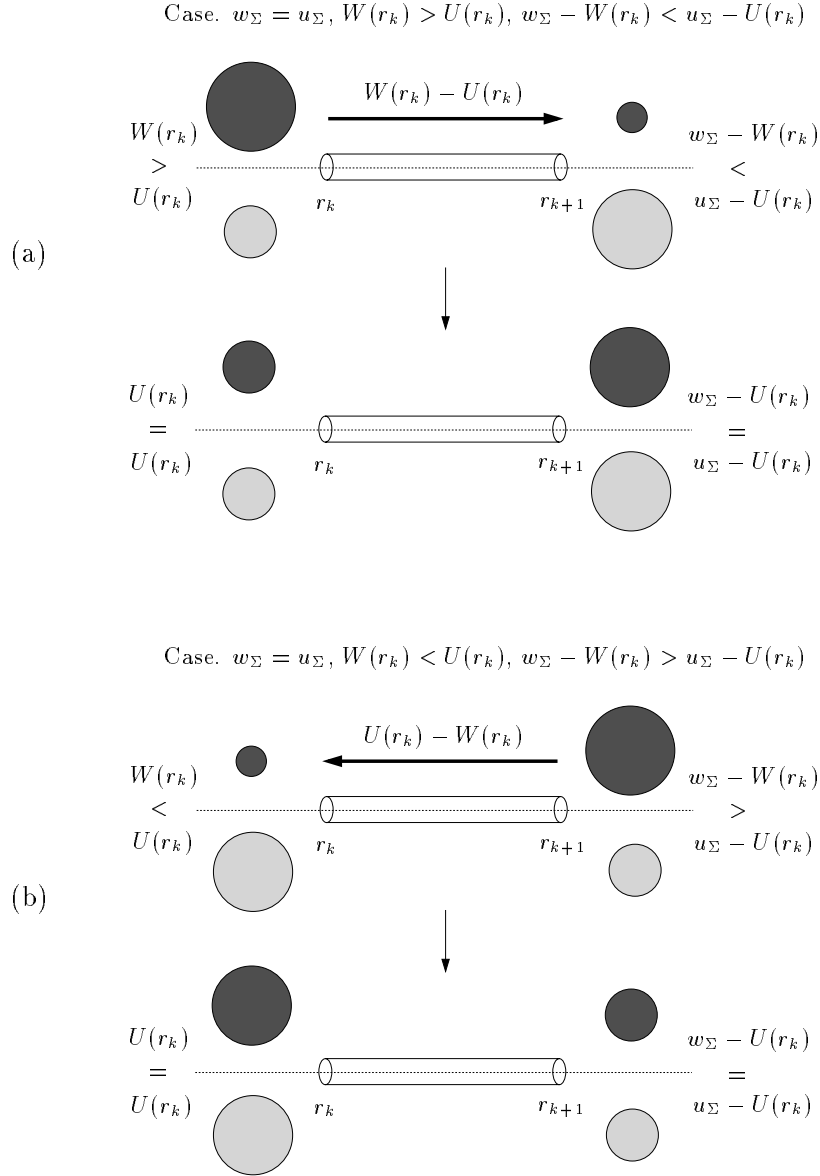 Case. w_Σ = u_Σ, W(r_k) > U(r_k), w_Σ − W(r_k) < u_Σ − U(r_k)
W(r_k) − U(r_k)
W(r_k) w_Σ − W(r_k)
> <
U(r_k) r_k r_{k+1} u_Σ − U(r_k)
(a)
U(r_k) w_Σ − U(r_k)
= =
U(r_k) r_k r_{k+1} u_Σ − U(r_k)
Case. w_Σ = u_Σ, W(r_k) < U(r_k), w_Σ − W(r_k) > u_Σ − U(r_k)
U(r_k) − W(r_k)
W(r_k) w_Σ − W(r_k)
< >
U(r_k) r_k r_{k+1} u_Σ − U(r_k)
(b)
U(r_k) w_Σ − U(r_k)
= =
U(r_k) r_k r_{k+1} u_Σ − U(r_k)